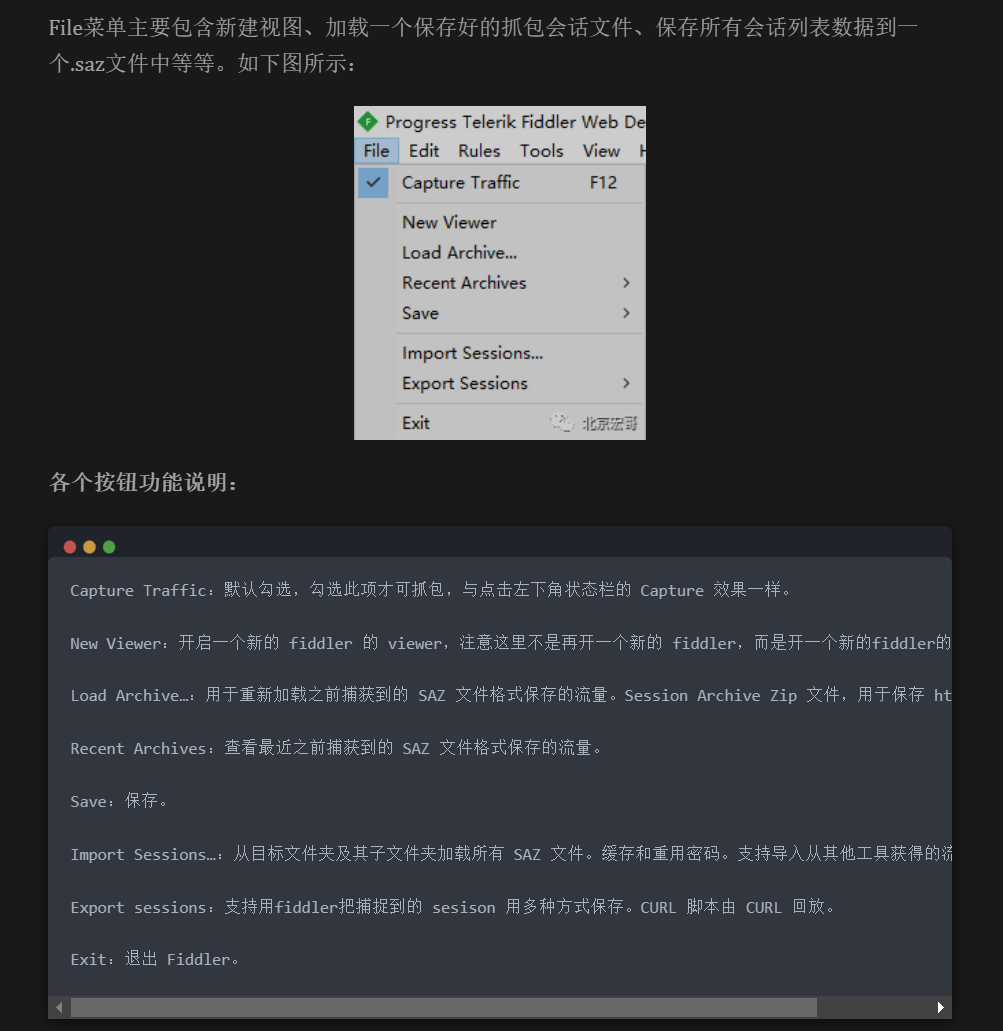 File菜单主要包含新建视图、加载一个保存好的抓包会话文件、保存所有会话列表数据到一
个.saz文件中等等。如下图所示：
Progress Telerik Fiddler Web De
File Edit Rules Tools View H
Capture Traffic F12
New Viewer
Load Archive...
Recent Archives
Save
Import Sessions...
Export Sessions
Exit 北京宏哥
各个按钮功能说明：
Capture Traffic：默认勾选，勾选此项才可抓包，与点击左下角状态栏的 Capture 效果一样。
New Viewer：开启一个新的 fiddler 的 viewer，注意这里不是再开一个新的 fiddler，而是开一个新的fiddler的
Load Archive…：用于重新加载之前捕获到的 SAZ 文件格式保存的流量。Session Archive Zip 文件，用于保存 ht
Recent Archives：查看最近之前捕获到的 SAZ 文件格式保存的流量。
Save：保存。
Import Sessions…：从目标文件夹及其子文件夹加载所有 SAZ 文件。缓存和重用密码。支持导入从其他工具获得的流
Export sessions：支持用fiddler把捕捉到的 sesison 用多种方式保存。CURL 脚本由 CURL 回放。
Exit：退出 Fiddler。